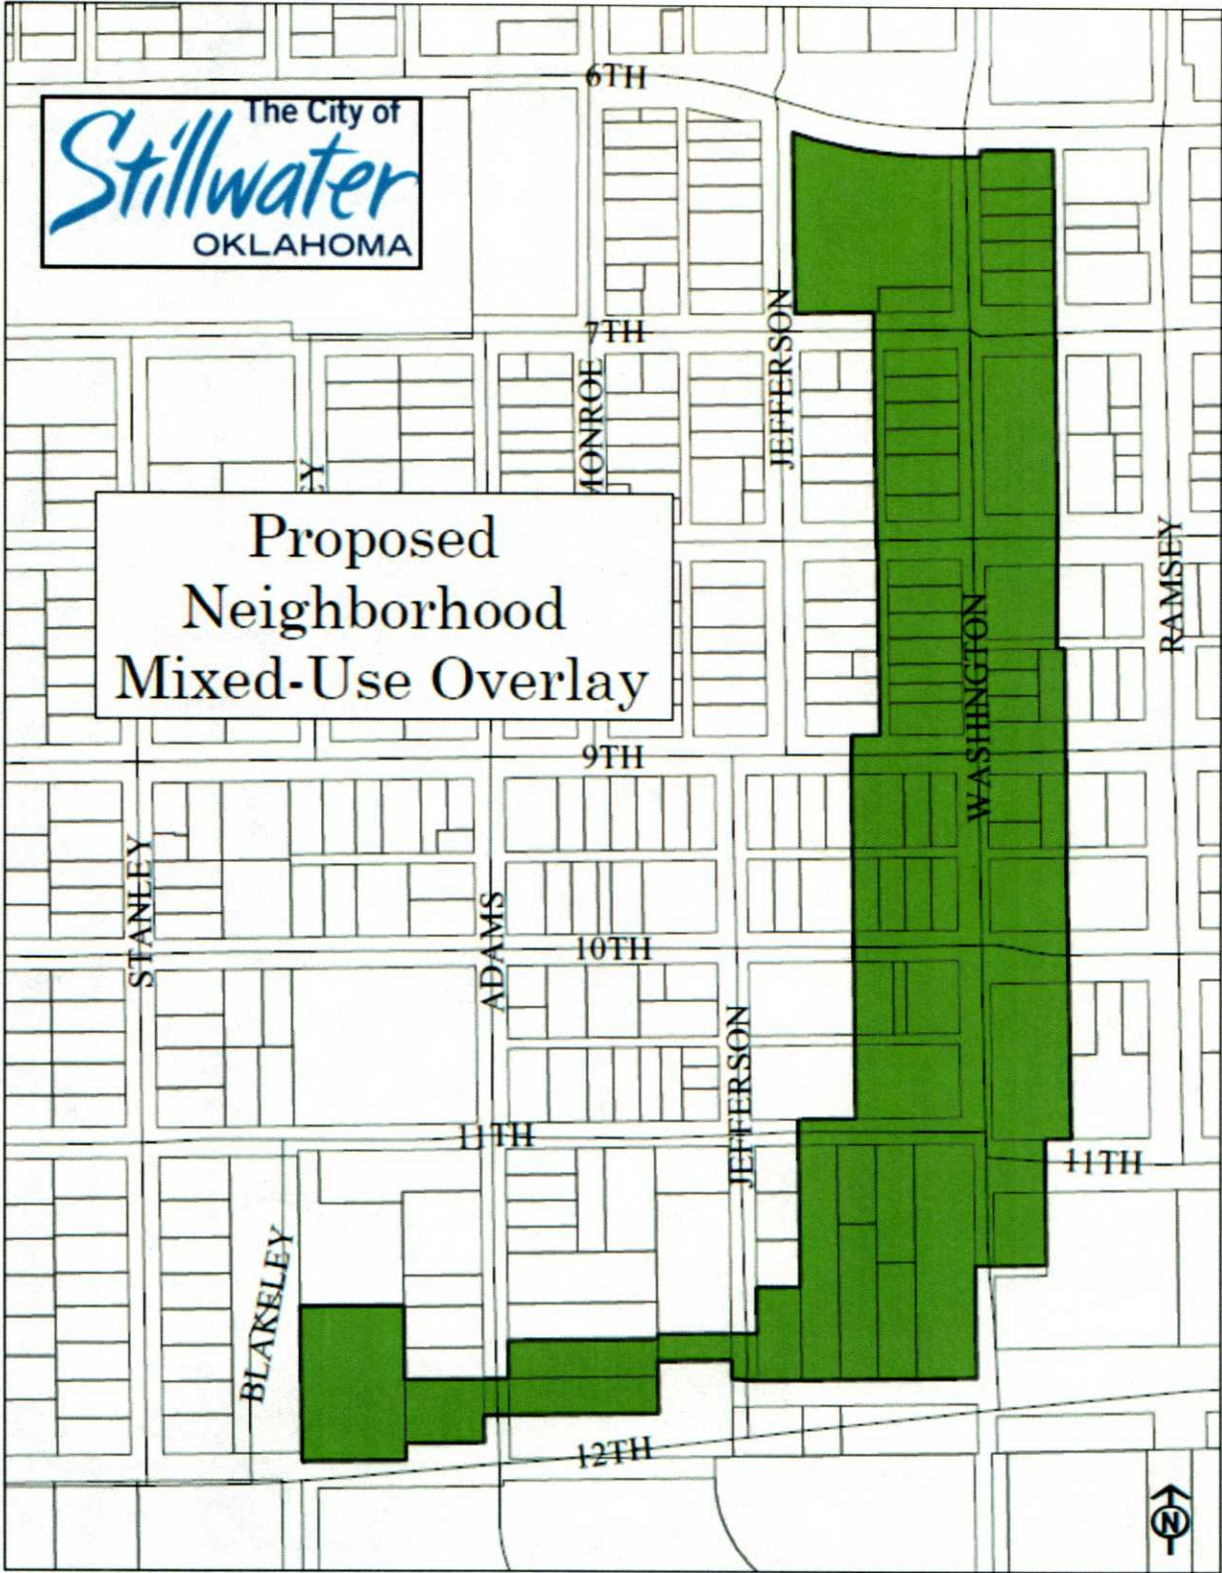 6TH
The City of
Stillwater
OKLAHOMA
7TH
JEFFERSON
MONROE
EY
Proposed
Neighborhood
Mixed-Use Overlay
RAMSEY
WASHINGTON
9TH
STANLEY
ADAMS
10TH
JEFFERSON
11TH
11TH
BLAKELEY
12TH
N